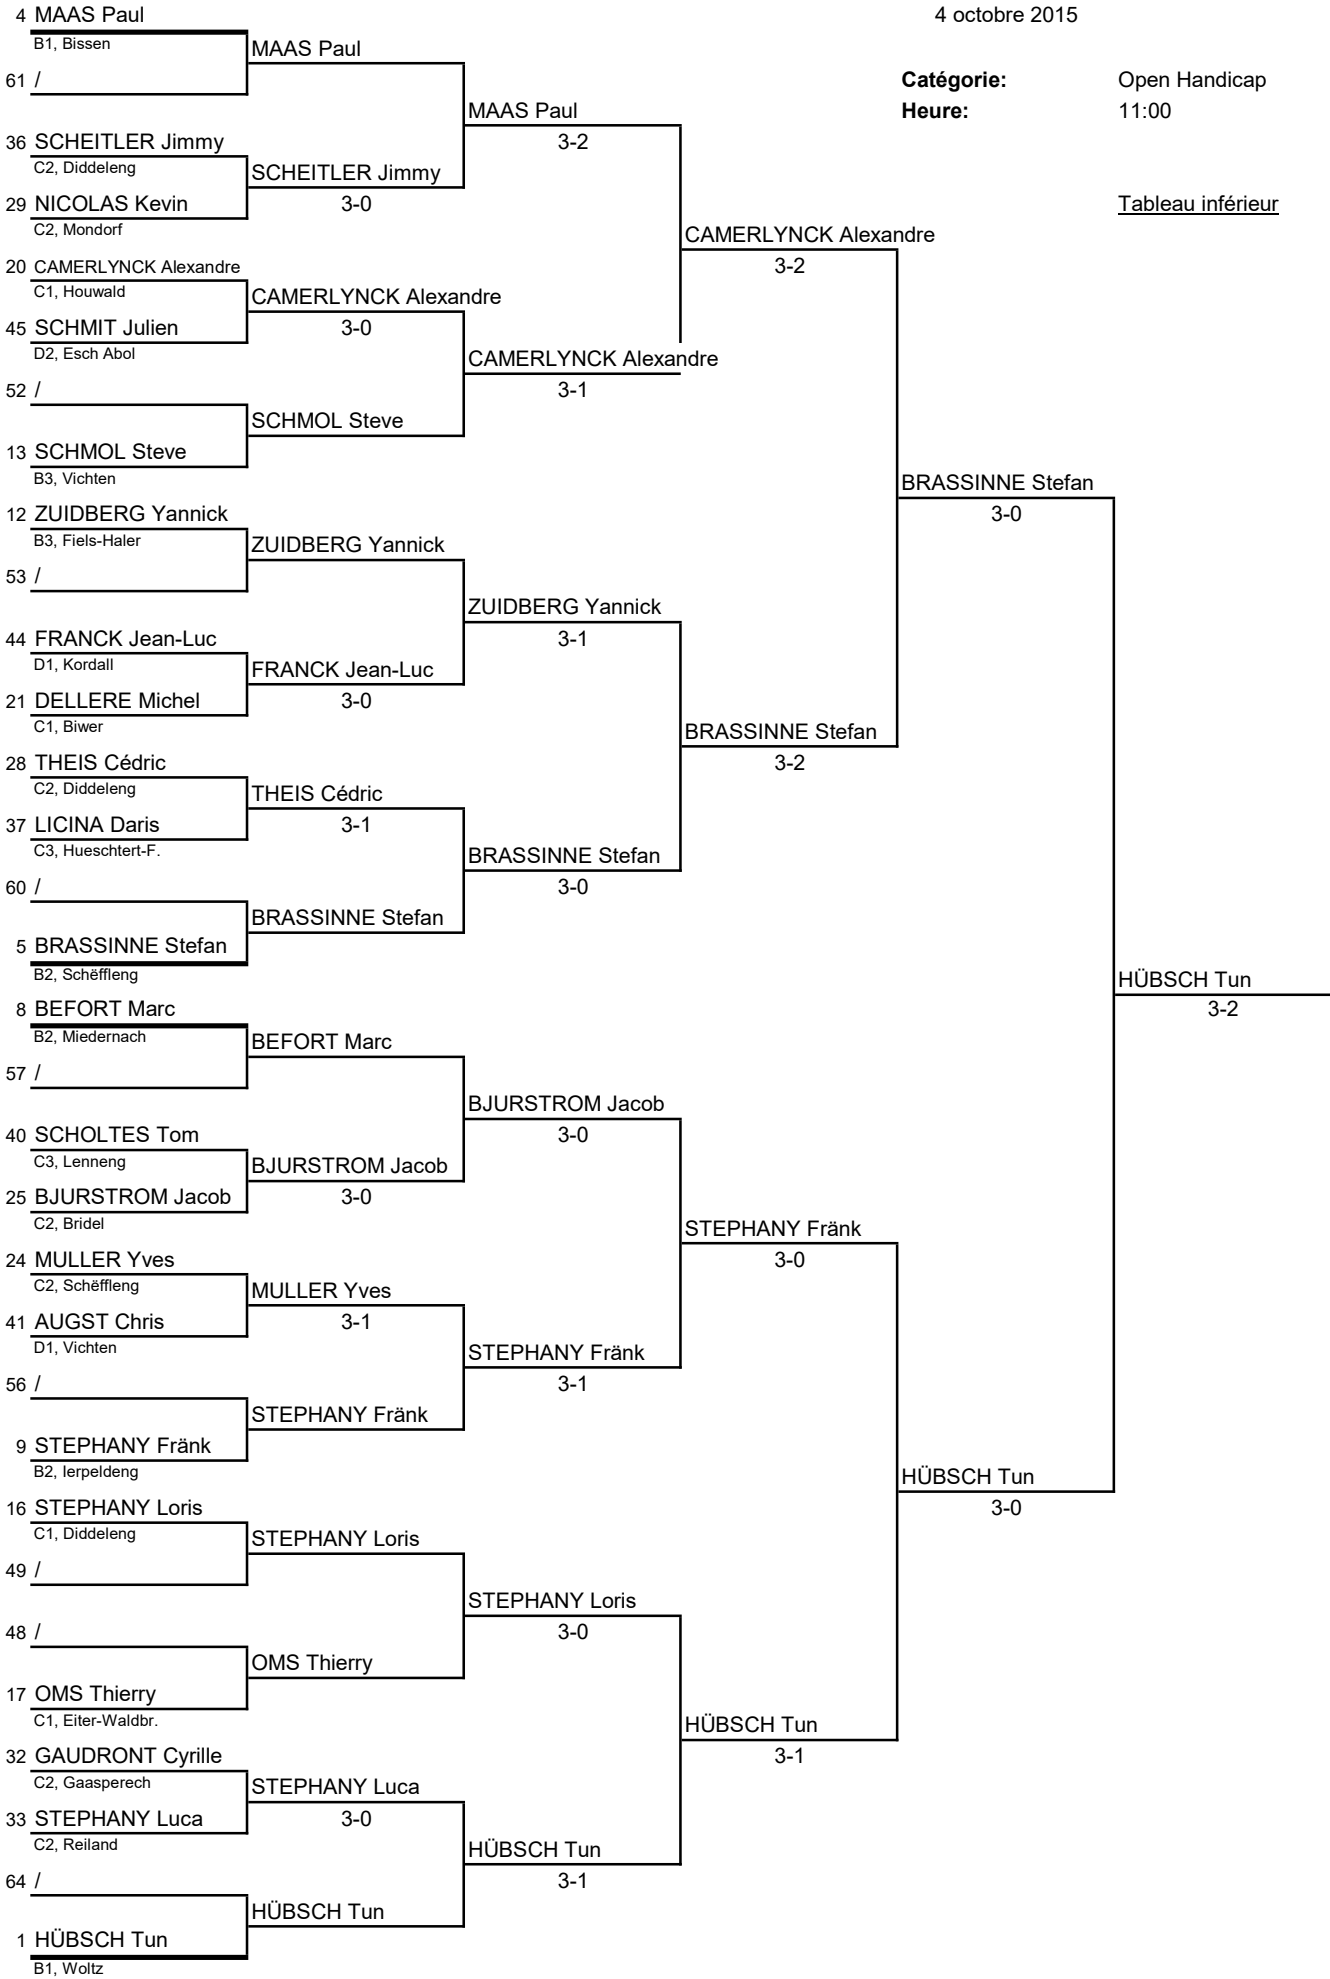 4 MAAS Paul
B1, Bissen
61 /
36 SCHEITLER Jimmy
C2, Diddeleng
29 NICOLAS Kevin
C2, Mondorf
20 CAMERLYNCK Alexandre
C1, Houwald
45 SCHMIT Julien
D2, Esch Abol
52 /
13 SCHMOL Steve
B3, Vichten
12 ZUIDBERG Yannick
B3, Fiels-Haler
53 /
44 FRANCK Jean-Luc
D1, Kordall
21 DELLERE Michel
C1, Biwer
28 THEIS Cédric
C2, Diddeleng
37 LICINA Daris
C3, Hueschtert-F.
60 /
5 BRASSINNE Stefan
B2, Schëffleng
8 BEFORT Marc
B2, Miedernach
57 /
40 SCHOLTES Tom
C3, Lenneng
25 BJURSTROM Jacob
C2, Bridel
24 MULLER Yves
C2, Schëffleng
41 AUGST Chris
D1, Vichten
56 /
9 STEPHANY Fränk
B2, Ierpeldeng
16 STEPHANY Loris
C1, Diddeleng
49 /
48 /
17 OMS Thierry
C1, Eiter-Waldbr.
32 GAUDRONT Cyrille
C2, Gaasperech
33 STEPHANY Luca
C2, Reiland
64 /
1 HÜBSCH Tun
B1, Woltz
MAAS Paul
SCHEITLER Jimmy
3-0
CAMERLYNCK Alexandre
3-0
SCHMOL Steve
ZUIDBERG Yannick
FRANCK Jean-Luc
3-0
THEIS Cédric
3-1
BRASSINNE Stefan
BEFORT Marc
BJURSTROM Jacob
3-0
MULLER Yves
3-1
STEPHANY Fränk
STEPHANY Loris
OMS Thierry
STEPHANY Luca
3-0
HÜBSCH Tun
MAAS Paul
3-2
CAMERLYNCK Alexandre
3-1
ZUIDBERG Yannick
3-1
BRASSINNE Stefan
3-0
BJURSTROM Jacob
3-0
STEPHANY Fränk
3-1
STEPHANY Loris
3-0
HÜBSCH Tun
3-1
CAMERLYNCK Alexandre
3-2
BRASSINNE Stefan
3-2
STEPHANY Fränk
3-0
HÜBSCH Tun
3-1
BRASSINNE Stefan
3-0
HÜBSCH Tun
3-0
HÜBSCH Tun
3-2
4 octobre 2015
Catégorie: Open Handicap
Heure: 11:00
Tableau inférieur